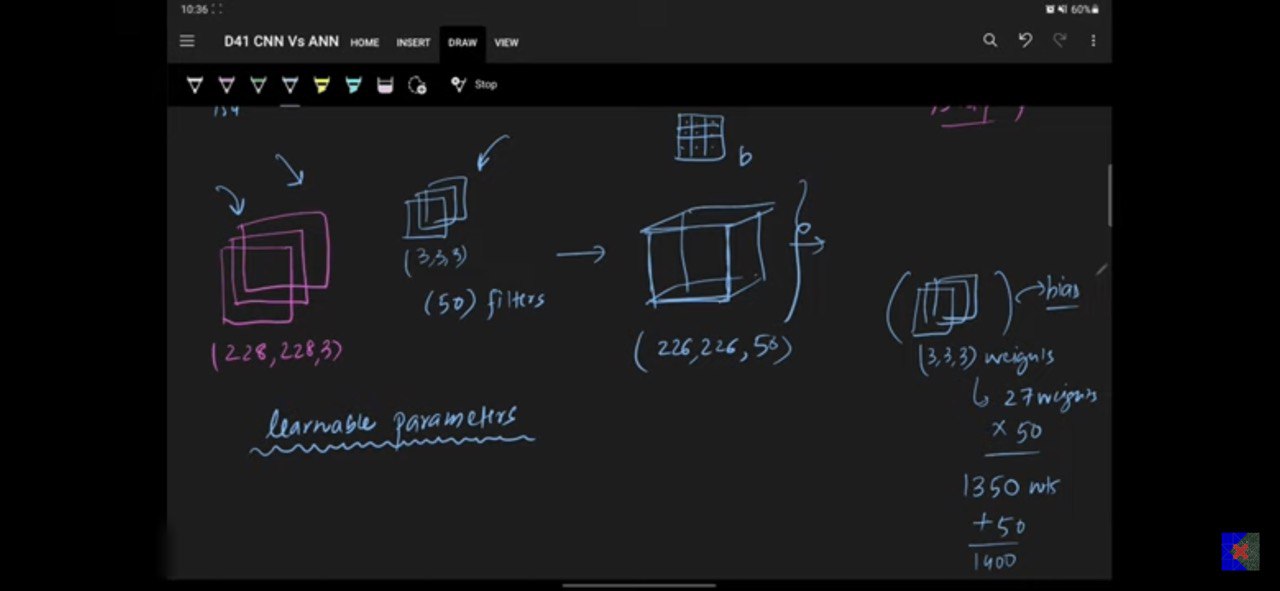 10:36
60%
D41 CNN Vs ANN HOME INSERT DRAW VIEW
Stop
b
(3,3,3)
(50) filters
(228,228,3)
(226,226,50)
bias
(3,3,3) weights
27 weights
x 50
1350 wts
+50
1400
learnable parameters